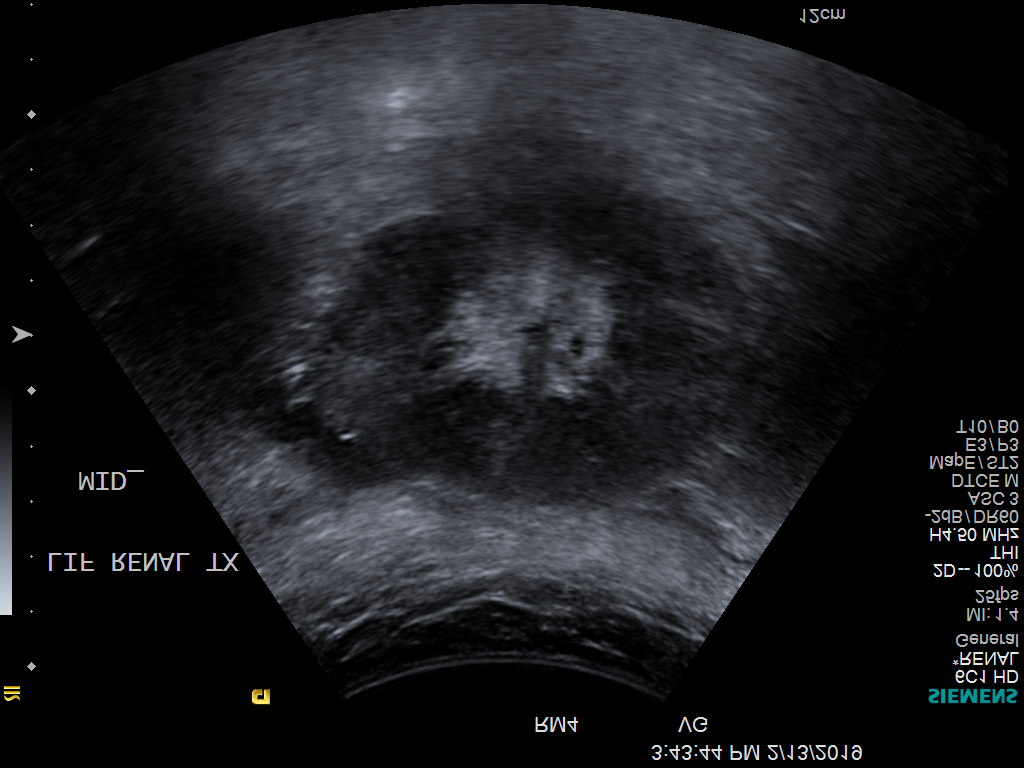 3:43:44 PM 2/13/2019
RM4 VG
SIEMENS
6C1 HD
*RENAL
General
MI:1.4
25fps
2D--100%
THI
H4.50 MHz
-2dB/DR60
ASC 3
DTCE M
MapE/ST2
E3/P3
T10/B0
LIF RENAL TX
MID_
12cm